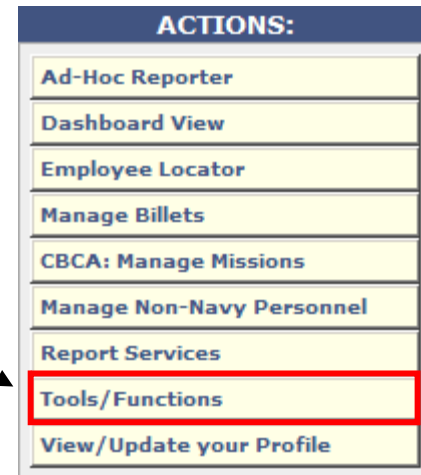 ACTIONS:
Ad-Hoc Reporter
Dashboard View
Employee Locator
Manage Billets
CBCA: Manage Missions
Manage Non-Navy Personnel
Report Services
Tools/Functions
View/Update your Profile